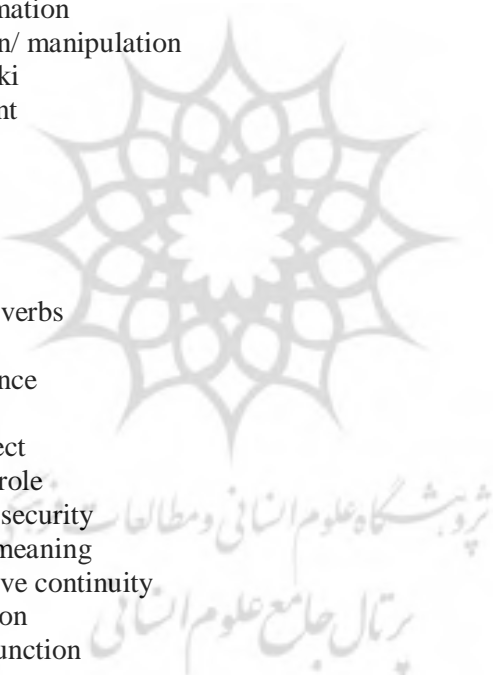 nation
n/ manipulation
ki
nt
verbs
nce
ect
role
security
پژوهشگاه علوم انسانی و مطالعات فرهنگی
meaning
ve continuity
on
پرتال جامع علوم انسانی
unction